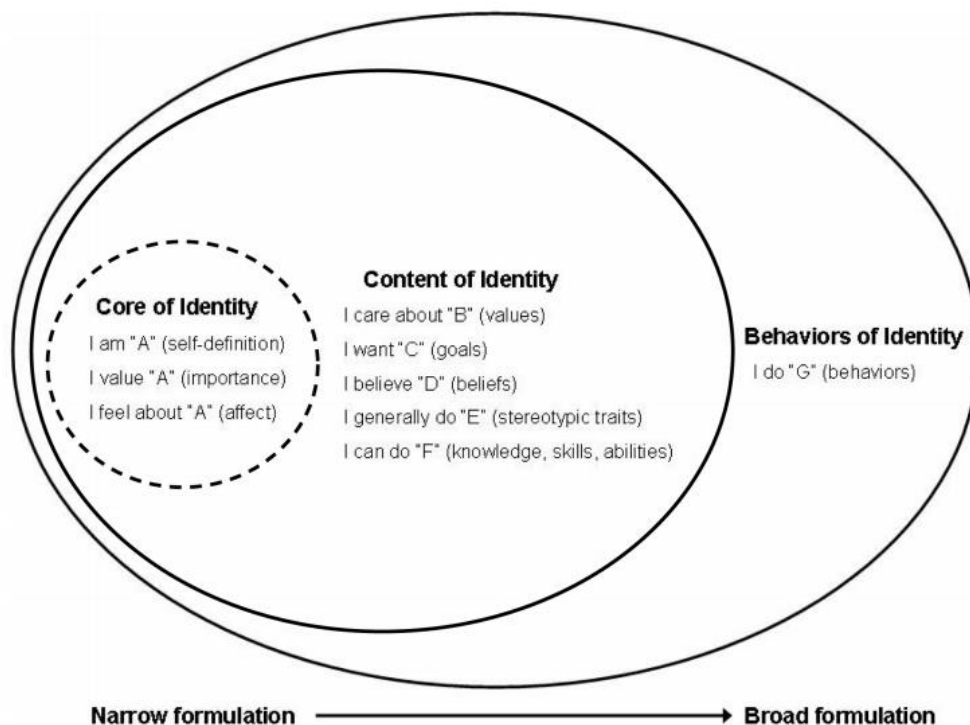 Core of Identity
I am "A" (self-definition)
I value "A" (importance)
I feel about "A" (affect)
Content of Identity
I care about "B" (values)
I want "C" (goals)
I believe "D" (beliefs)
I generally do "E" (stereotypic traits)
I can do "F" (knowledge, skills, abilities)
Behaviors of Identity
I do "G" (behaviors)
Narrow formulation
Broad formulation